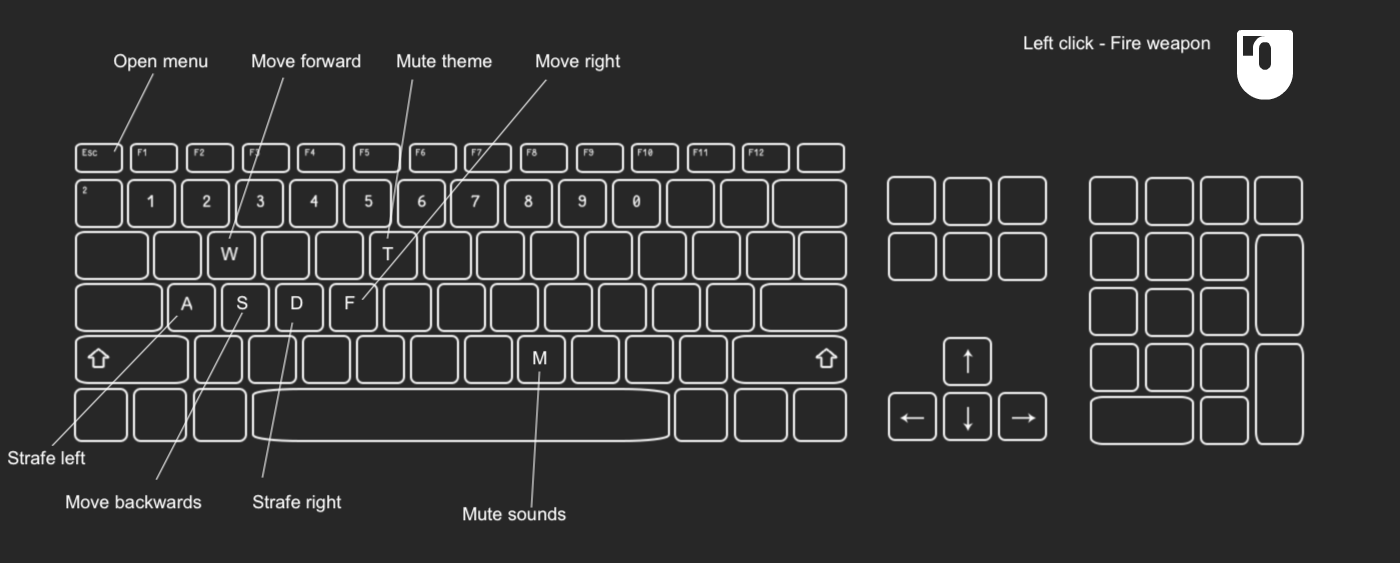 Left click - Fire weapon
Open menu
Move forward
Mute theme
Move right
Esc F1 F2 F3 F4 F5 F6 F7 F8 F9 F10 F11 F12
2 1 2 3 4 5 6 7 8 9 0
W T
A S D F
M
↑
← ↓ →
Strafe left
Move backwards
Strafe right
Mute sounds